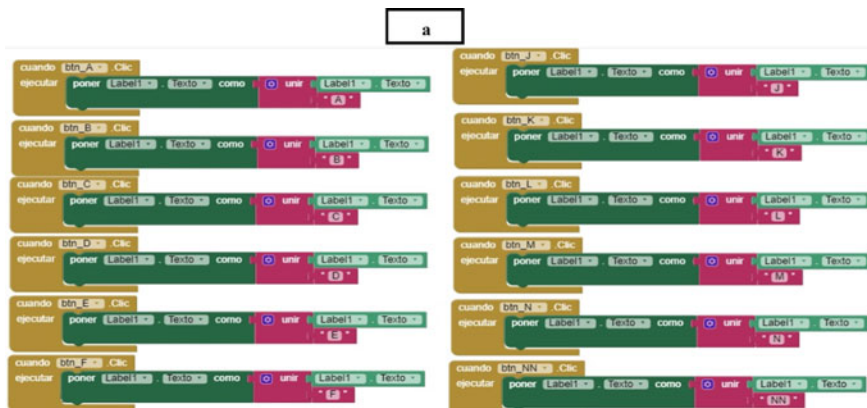 a
cuando btn_A .Clic
ejecutar poner Label1 . Texto como unir Label1 . Texto
" A "
cuando btn_B .Clic
ejecutar poner Label1 . Texto como unir Label1 . Texto
" B "
cuando btn_C .Clic
ejecutar poner Label1 . Texto como unir Label1 . Texto
" C "
cuando btn_D .Clic
ejecutar poner Label1 . Texto como unir Label1 . Texto
" D "
cuando btn_E .Clic
ejecutar poner Label1 . Texto como unir Label1 . Texto
" E "
cuando btn_F .Clic
ejecutar poner Label1 . Texto como unir Label1 . Texto
" F "
cuando btn_J .Clic
ejecutar poner Label1 . Texto como unir Label1 . Texto
" J "
cuando btn_K .Clic
ejecutar poner Label1 . Texto como unir Label1 . Texto
" K "
cuando btn_L .Clic
ejecutar poner Label1 . Texto como unir Label1 . Texto
" L "
cuando btn_M .Clic
ejecutar poner Label1 . Texto como unir Label1 . Texto
" M "
cuando btn_N .Clic
ejecutar poner Label1 . Texto como unir Label1 . Texto
" N "
cuando btn_NN .Clic
ejecutar poner Label1 . Texto como unir Label1 . Texto
" NN "